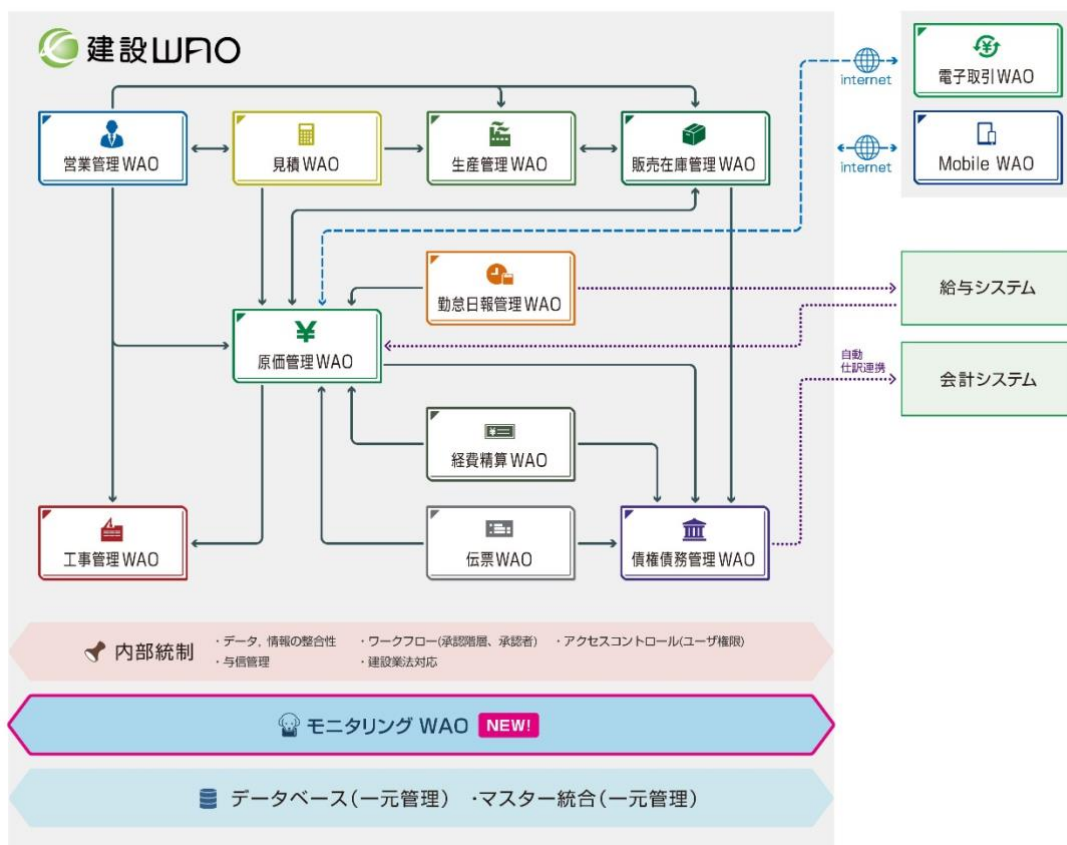 建設WAO
internet
電子取引WAO
internet
Mobile WAO
営業管理WAO
見積WAO
生産管理WAO
販売在庫管理WAO
勤怠日報管理WAO
給与システム
原価管理WAO
自動
仕訳連携
会計システム
経費精算WAO
工事管理WAO
伝票WAO
債権債務管理WAO
内部統制
・データ, 情報の整合性 ・ワークフロー(承認階層、承認者) ・アクセスコントロール(ユーザ権限)
・与信管理 ・建設業法対応
モニタリング WAO NEW!
データベース(一元管理) ・マスター統合(一元管理)